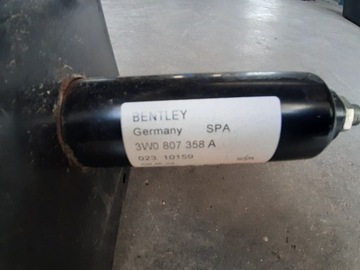 BENTLEY
Germany SPA
3W0 807 358 A
023 10159